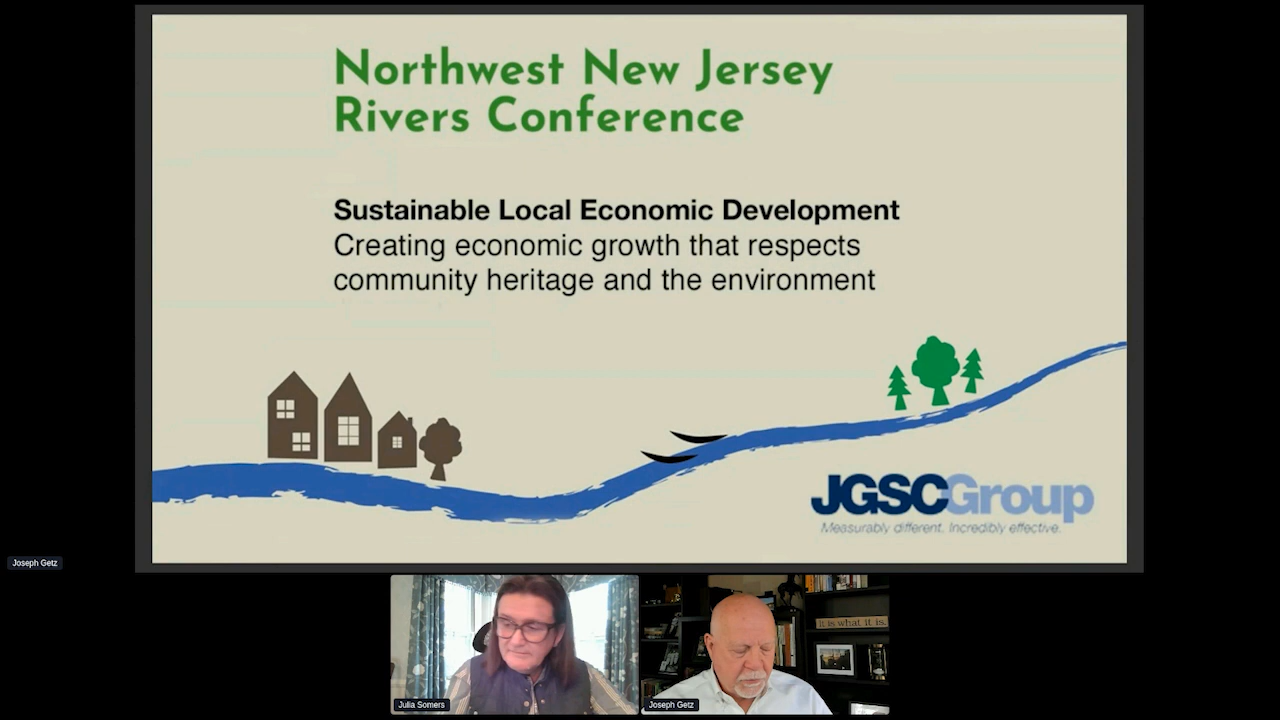 Northwest New Jersey
Rivers Conference
Sustainable Local Economic Development
Creating economic growth that respects
community heritage and the environment
JGSCGroup
Measurably different. Incredibly effective.
Joseph Getz
Julia Somers
Joseph Getz
it is what it is.